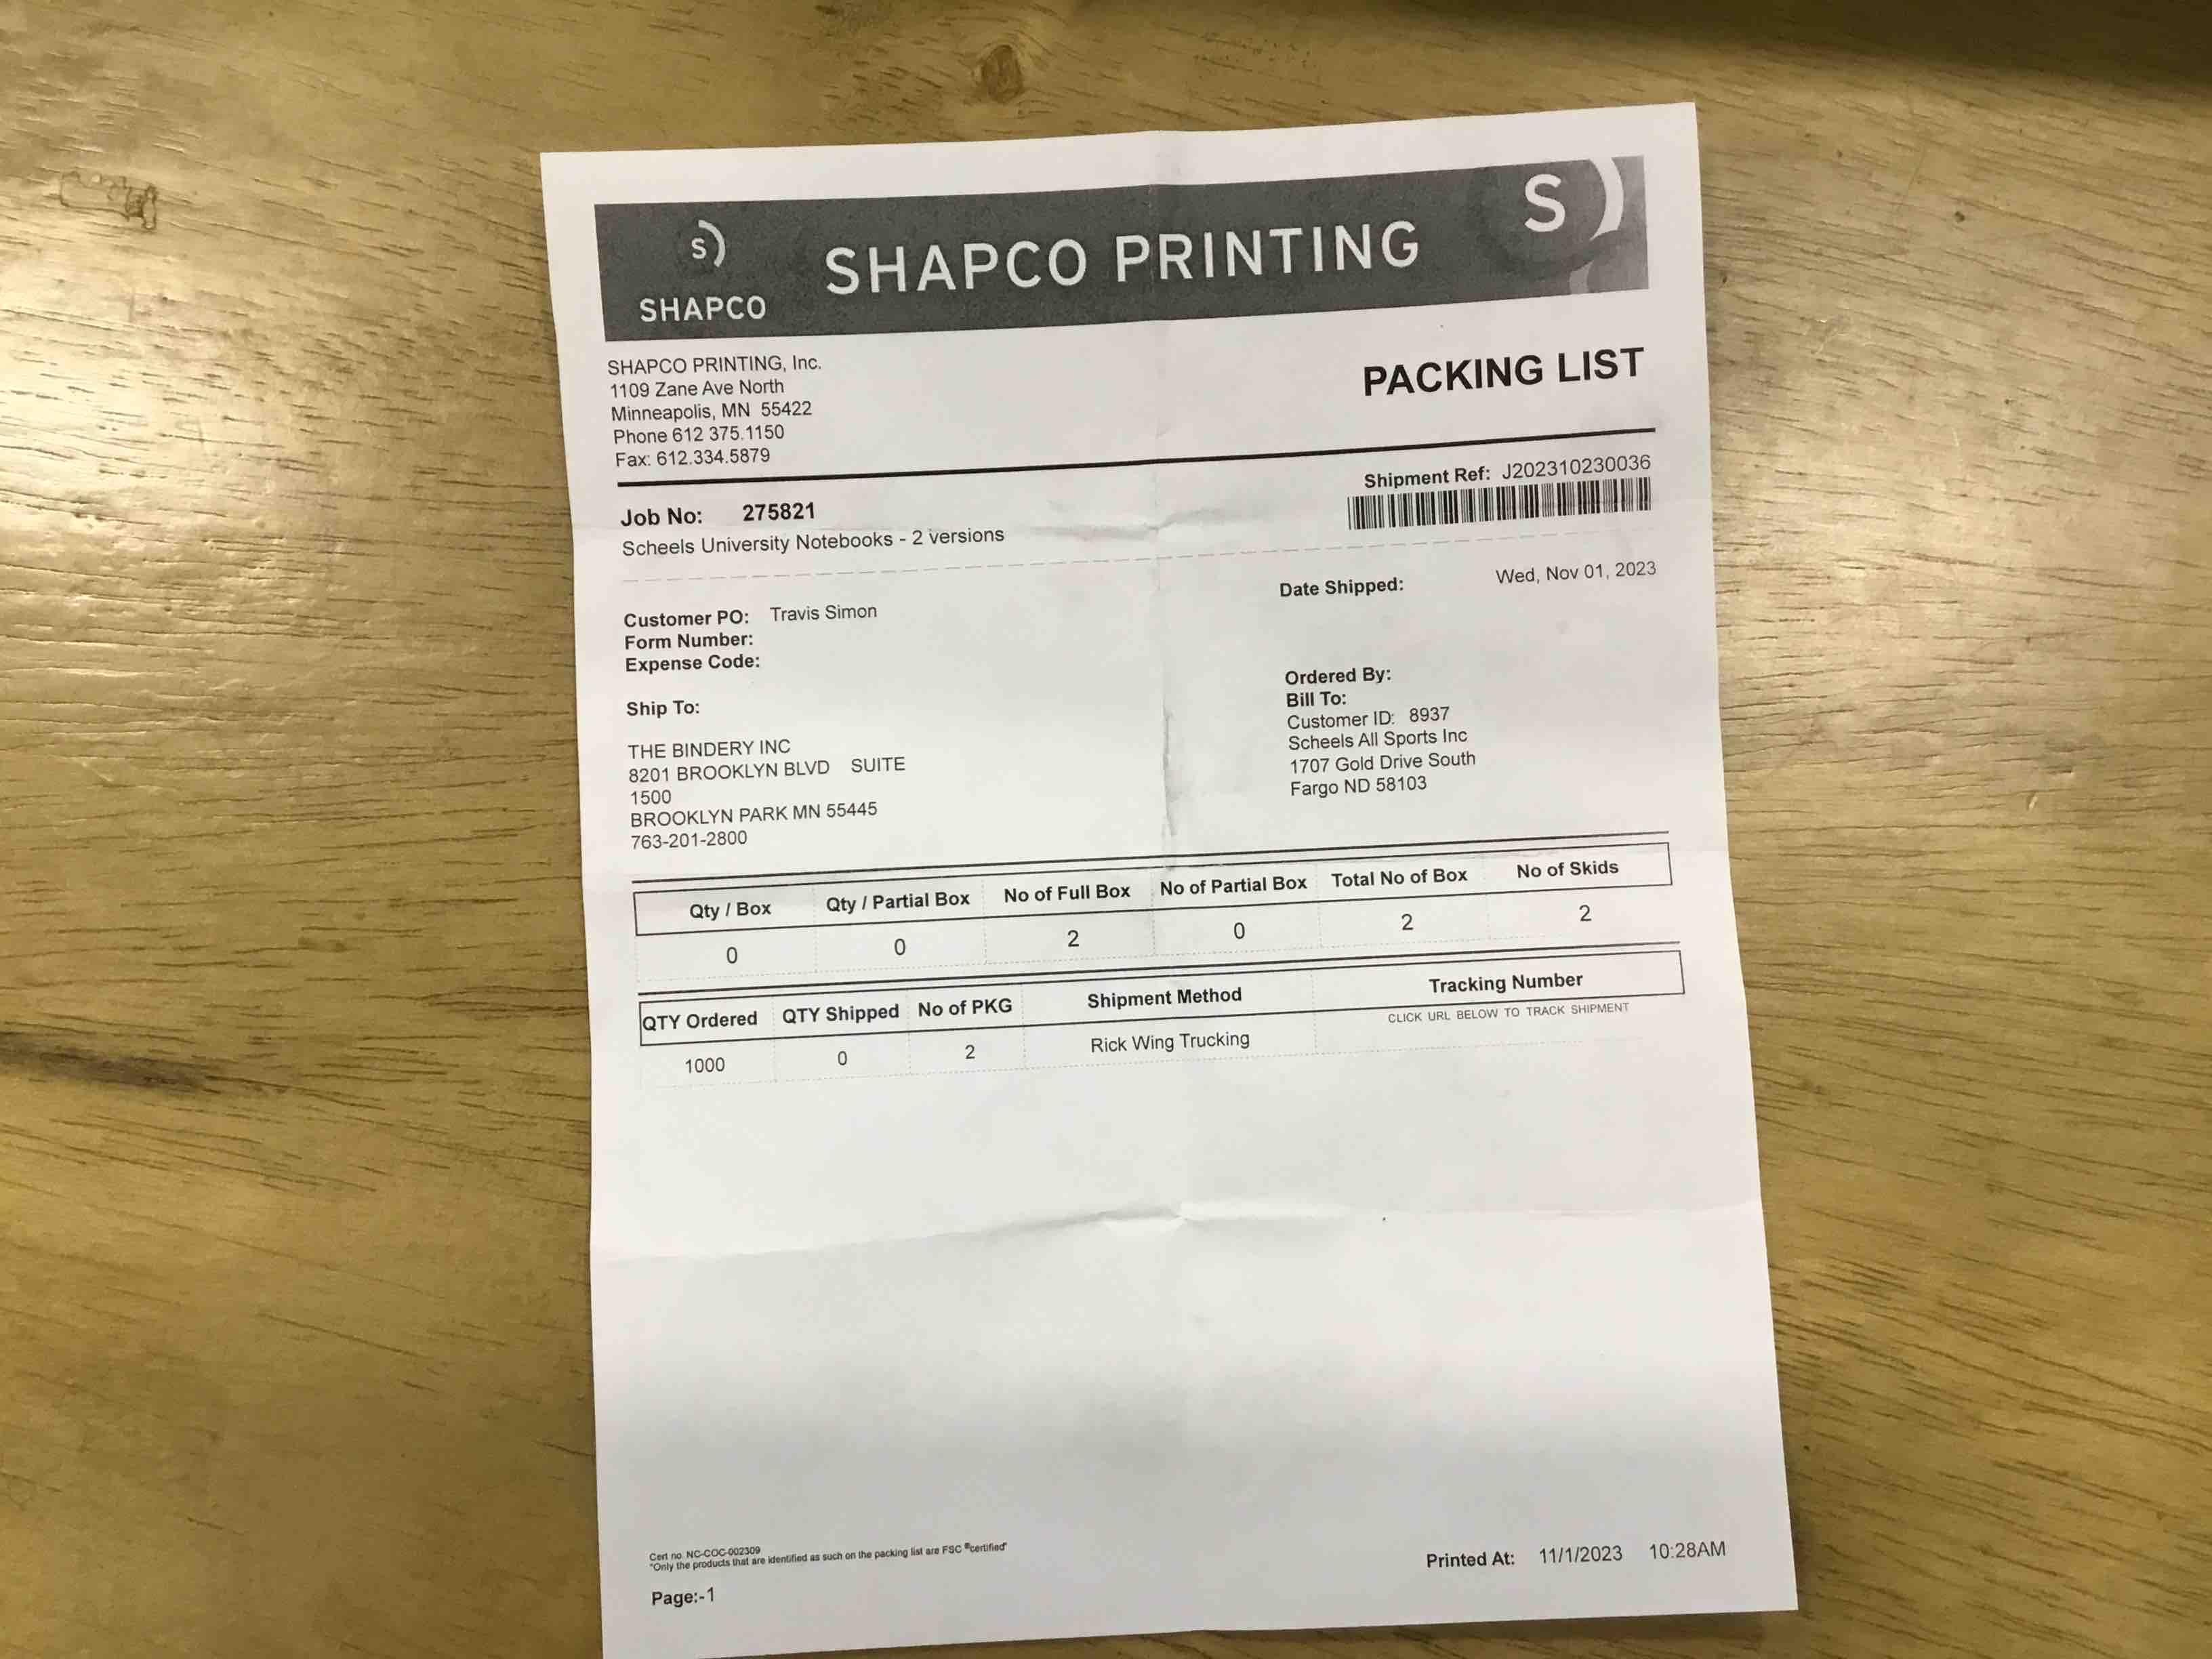 S)
SHAPCO
SHAPCO PRINTING
S)
SHAPCO PRINTING, Inc.
1109 Zane Ave North
Minneapolis, MN 55422
Phone 612 375.1150
Fax: 612.334.5879
PACKING LIST
Shipment Ref: J202310230036
Job No: 275821
Scheels University Notebooks - 2 versions
Date Shipped: Wed, Nov 01, 2023
Customer PO: Travis Simon
Form Number:
Expense Code:
Ship To:
THE BINDERY INC
8201 BROOKLYN BLVD SUITE
1500
BROOKLYN PARK MN 55445
763-201-2800
Ordered By:
Bill To:
Customer ID: 8937
Scheels All Sports Inc
1707 Gold Drive South
Fargo ND 58103
Qty / Box Qty / Partial Box No of Full Box No of Partial Box Total No of Box No of Skids
0 0 2 0 2 2
QTY Ordered QTY Shipped No of PKG Shipment Method Tracking Number
CLICK URL BELOW TO TRACK SHIPMENT
1000 0 2 Rick Wing Trucking
Cert no. NC-COC-002309
"Only the products that are identified as such on the packing list are FSC ®certified"
Page:-1
Printed At: 11/1/2023 10:28AM